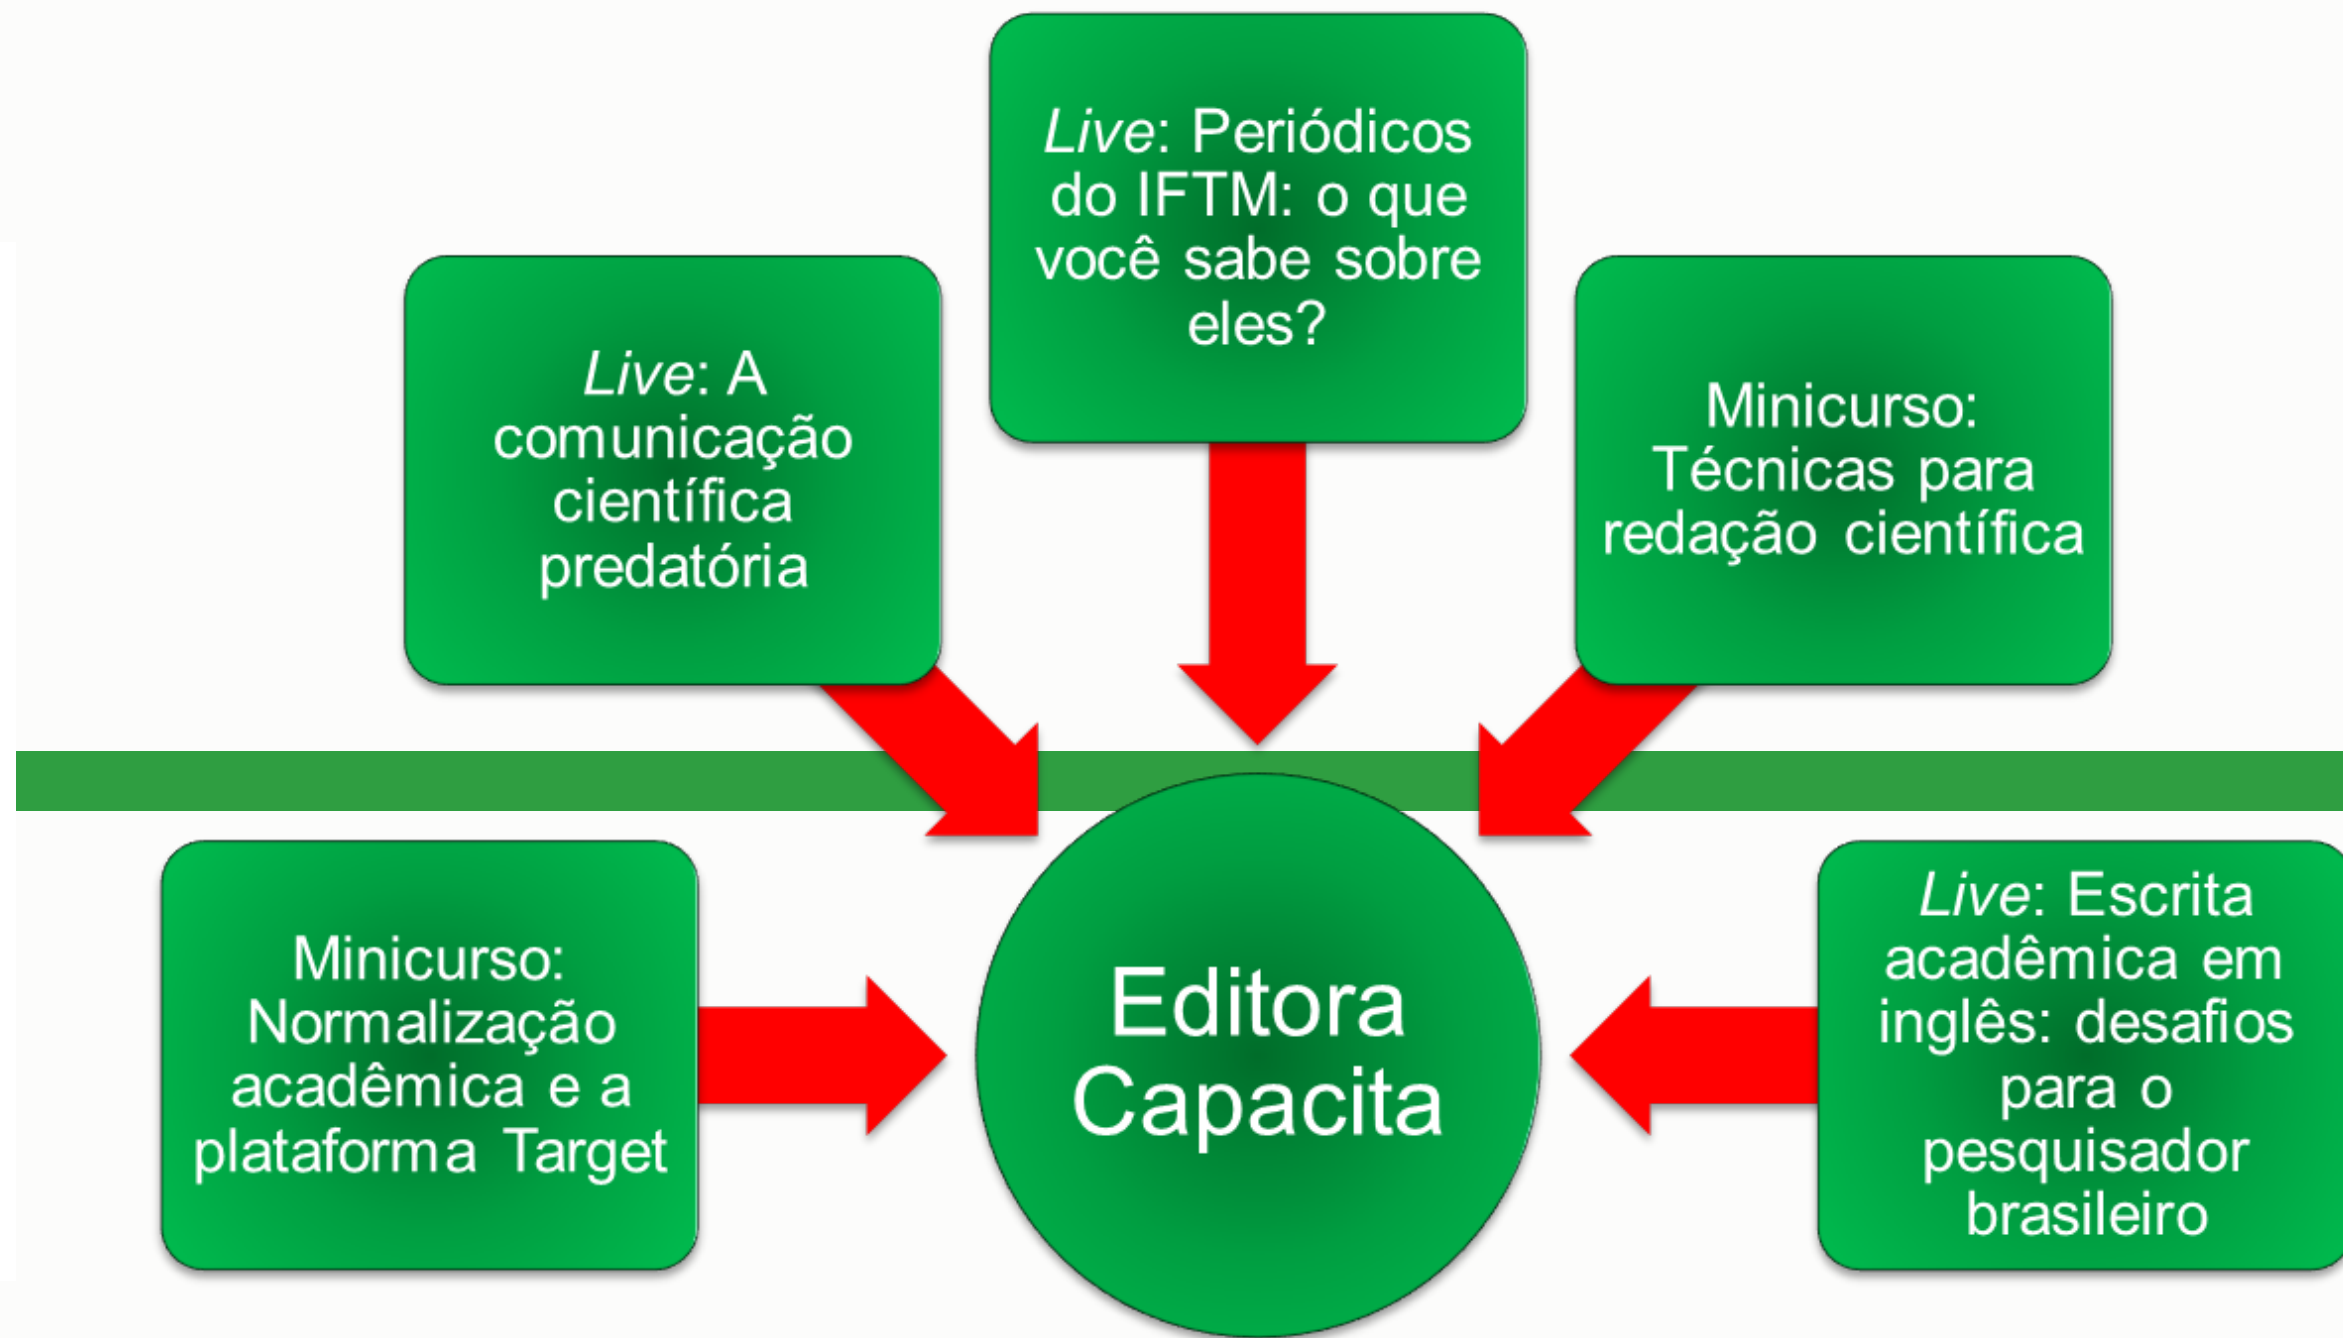 Live: Periódicos
do IFTM: o que
você sabe sobre
eles?
Live: A
comunicação
científica
predatória
Minicurso:
Técnicas para
redação científica
Minicurso:
Normalização
acadêmica e a
plataforma Target
Editora
Capacita
Live: Escrita
acadêmica em
inglês: desafios
para o
pesquisador
brasileiro